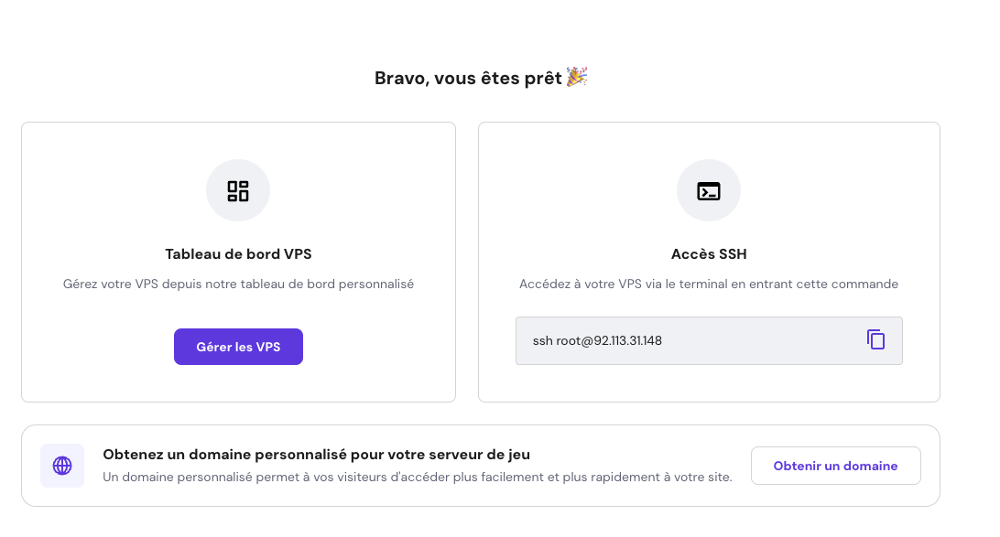 Bravo, vous êtes prêt 🎉
Tableau de bord VPS
Gérez votre VPS depuis notre tableau de bord personnalisé
Gérer les VPS
Accès SSH
Accédez à votre VPS via le terminal en entrant cette commande
ssh root@92.113.31.148
Obtenez un domaine personnalisé pour votre serveur de jeu
Un domaine personnalisé permet à vos visiteurs d'accéder plus facilement et plus rapidement à votre site.
Obtenir un domaine